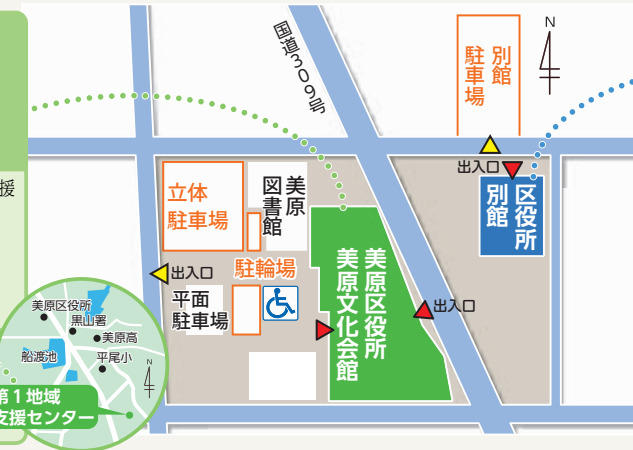 国道309号
N
別館
駐車場
出入口
区役所
別館
立体
駐車場
美原
図書館
駐輪場
出入口
平面
駐車場
美原区役所
美原文化会館
出入口
援
美原区役所
黒山署
美原高
船渡池
平尾小
N
第1地域
支援センター